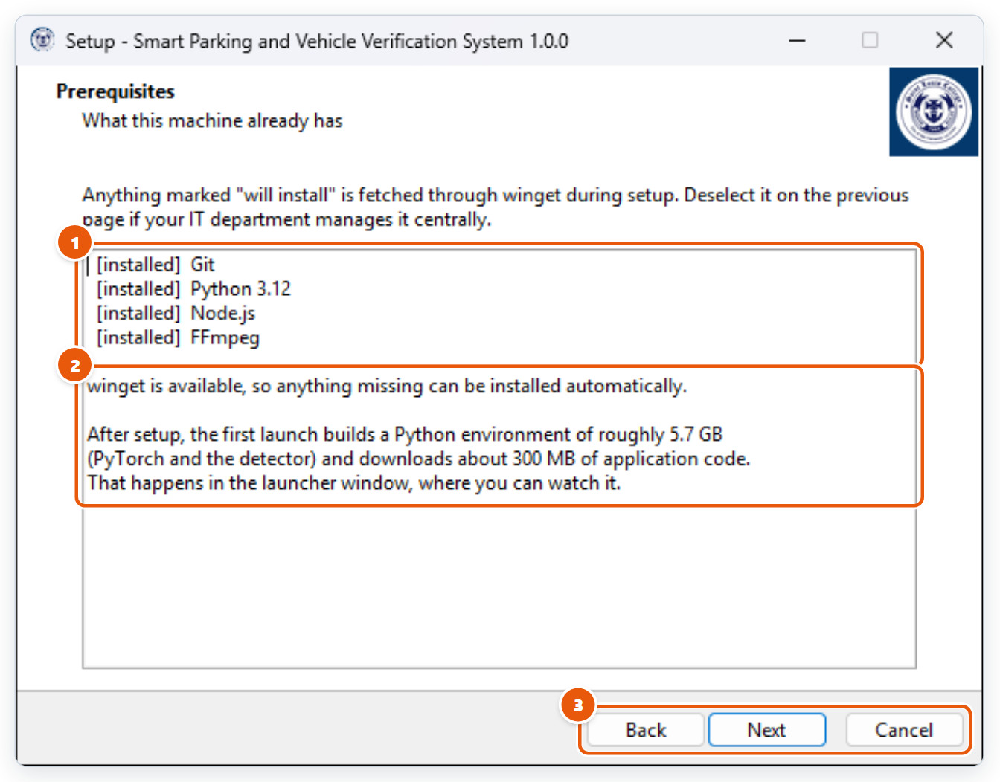 Setup - Smart Parking and Vehicle Verification System 1.0.0
Prerequisites
What this machine already has
Anything marked "will install" is fetched through winget during setup. Deselect it on the previous
page if your IT department manages it centrally.
1
[installed] Git
[installed] Python 3.12
[installed] Node.js
[installed] FFmpeg
2
winget is available, so anything missing can be installed automatically.
After setup, the first launch builds a Python environment of roughly 5.7 GB
(PyTorch and the detector) and downloads about 300 MB of application code.
That happens in the launcher window, where you can watch it.
3
Back
Next
Cancel